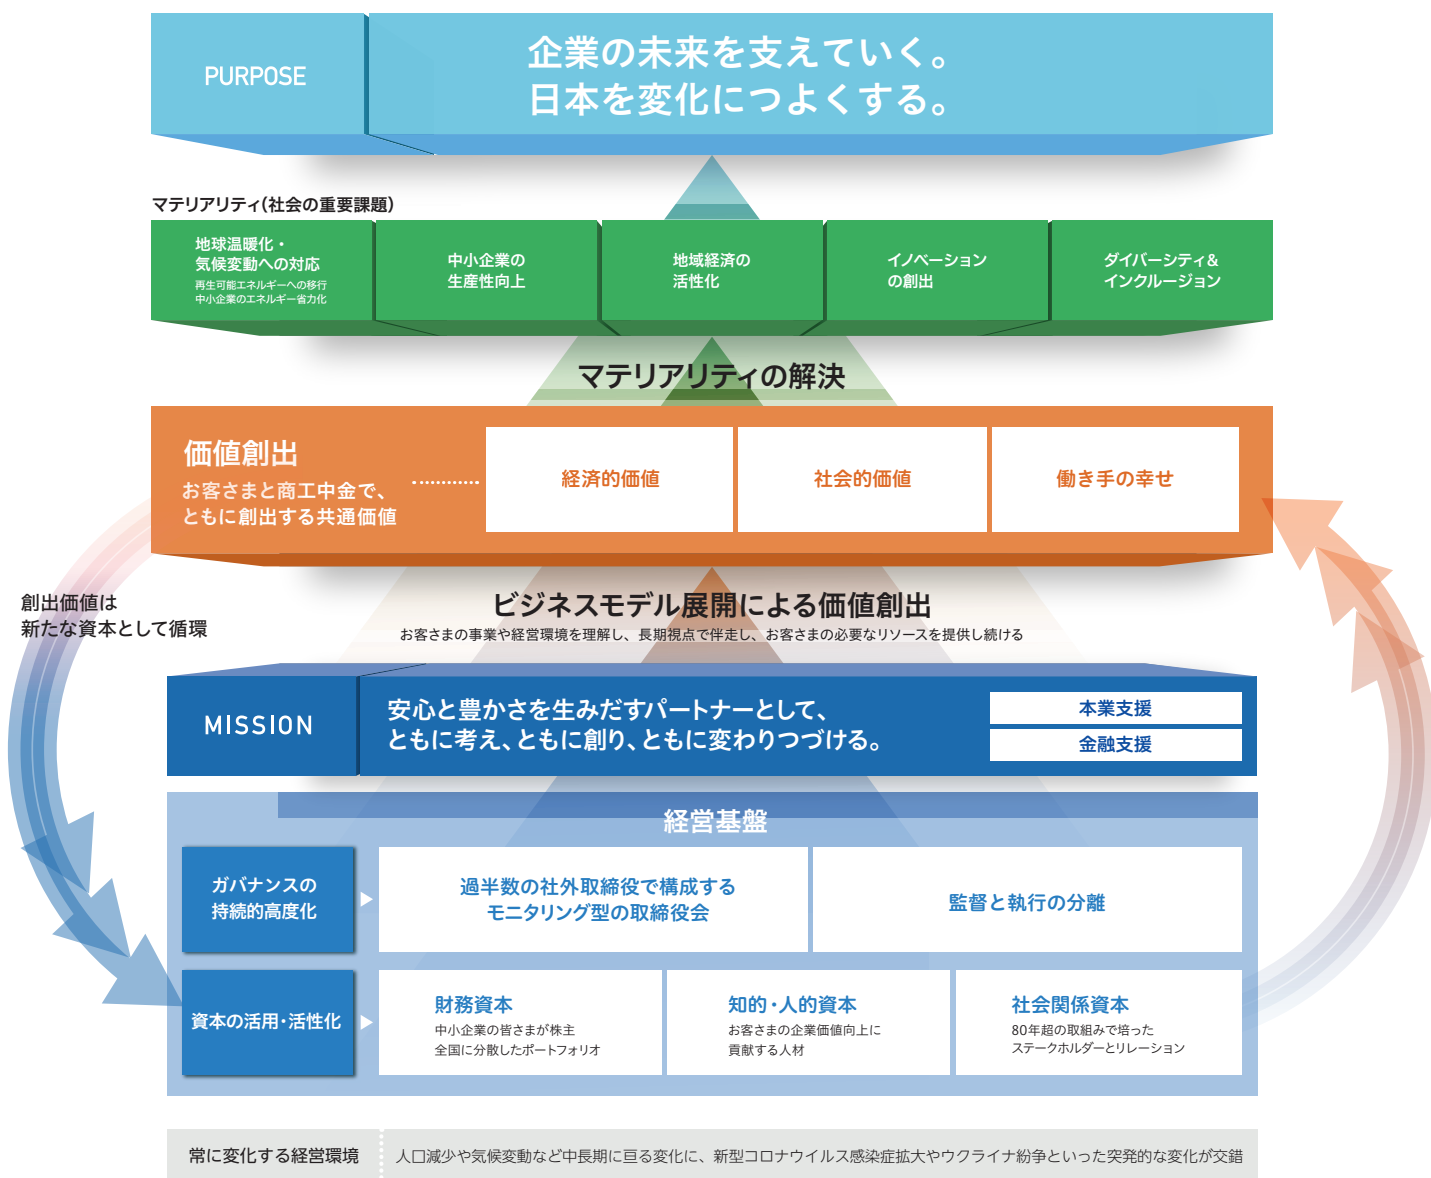 PURPOSE
企業の未来を支えていく。
日本を変化につよくする。
マテリアリティ(社会の重要課題)
地球温暖化・
気候変動への対応
再生可能エネルギーへの移行
中小企業のエネルギー省力化
中小企業の
生産性向上
地域経済の
活性化
イノベーション
の創出
ダイバーシティ&
インクルージョン
マテリアリティの解決
価値創出
お客さまと商工中金で、
ともに創出する共通価値
経済的価値
社会的価値
働き手の幸せ
創出価値は
新たな資本として循環
ビジネスモデル展開による価値創出
お客さまの事業や経営環境を理解し、長期視点で伴走し、お客さまの必要なリソースを提供し続ける
MISSION
安心と豊かさを生みだすパートナーとして、
ともに考え、ともに創り、ともに変わりつづける。
本業支援
金融支援
経営基盤
ガバナンスの
持続的高度化
過半数の社外取締役で構成する
モニタリング型の取締役会
監督と執行の分離
資本の活用・活性化
財務資本
中小企業の皆さまが株主
全国に分散したポートフォリオ
知的・人的資本
お客さまの企業価値向上に
貢献する人材
社会関係資本
80年超の取組みで培った
ステークホルダーとリレーション
常に変化する経営環境
人口減少や気候変動など中長期に亘る変化に、新型コロナウイルス感染症拡大やウクライナ紛争といった突発的な変化が交錯